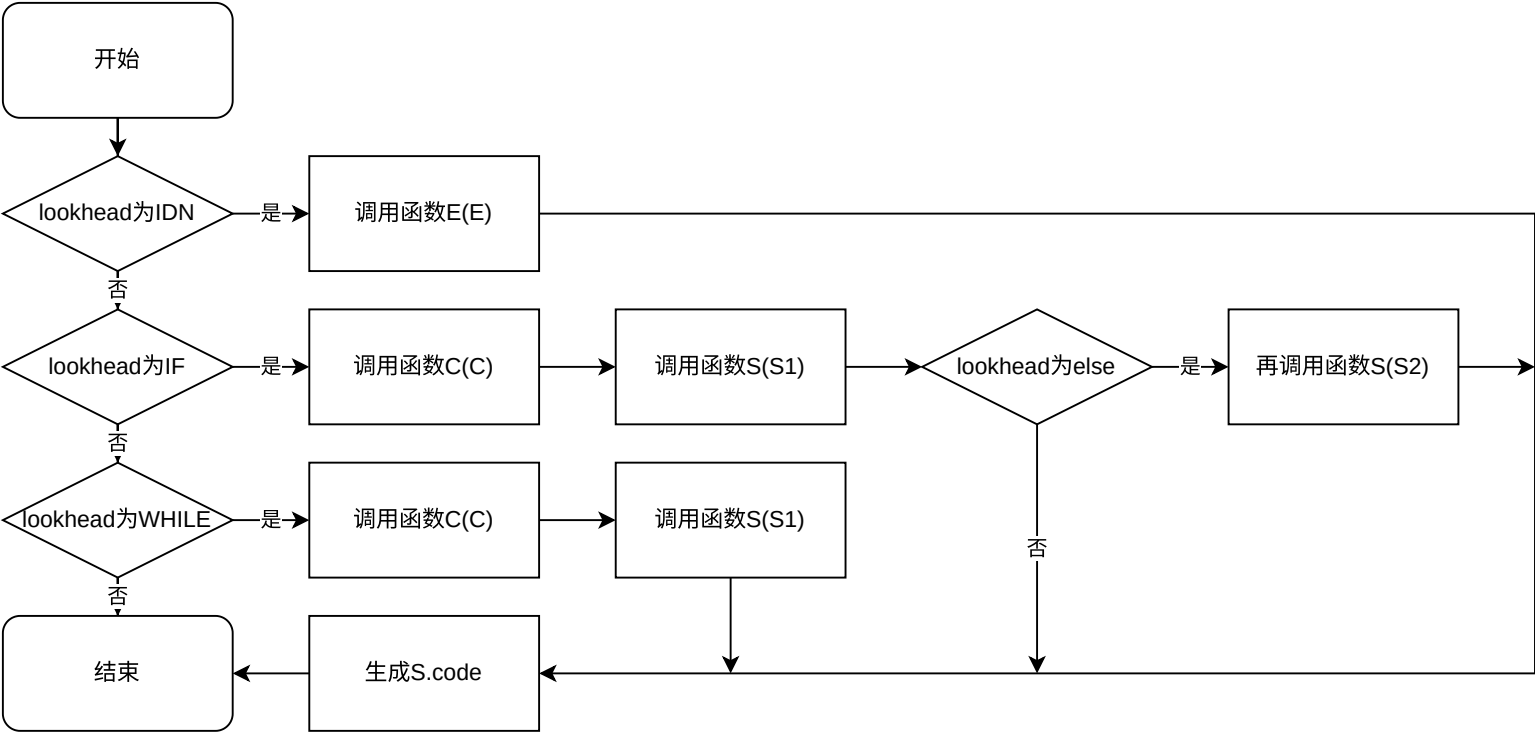 开始
lookhead为IDN
是
调用函数E(E)
否
lookhead为IF
是
调用函数C(C)
调用函数S(S1)
lookhead为else
是
再调用函数S(S2)
否
lookhead为WHILE
是
调用函数C(C)
调用函数S(S1)
否
否
结束
生成S.code